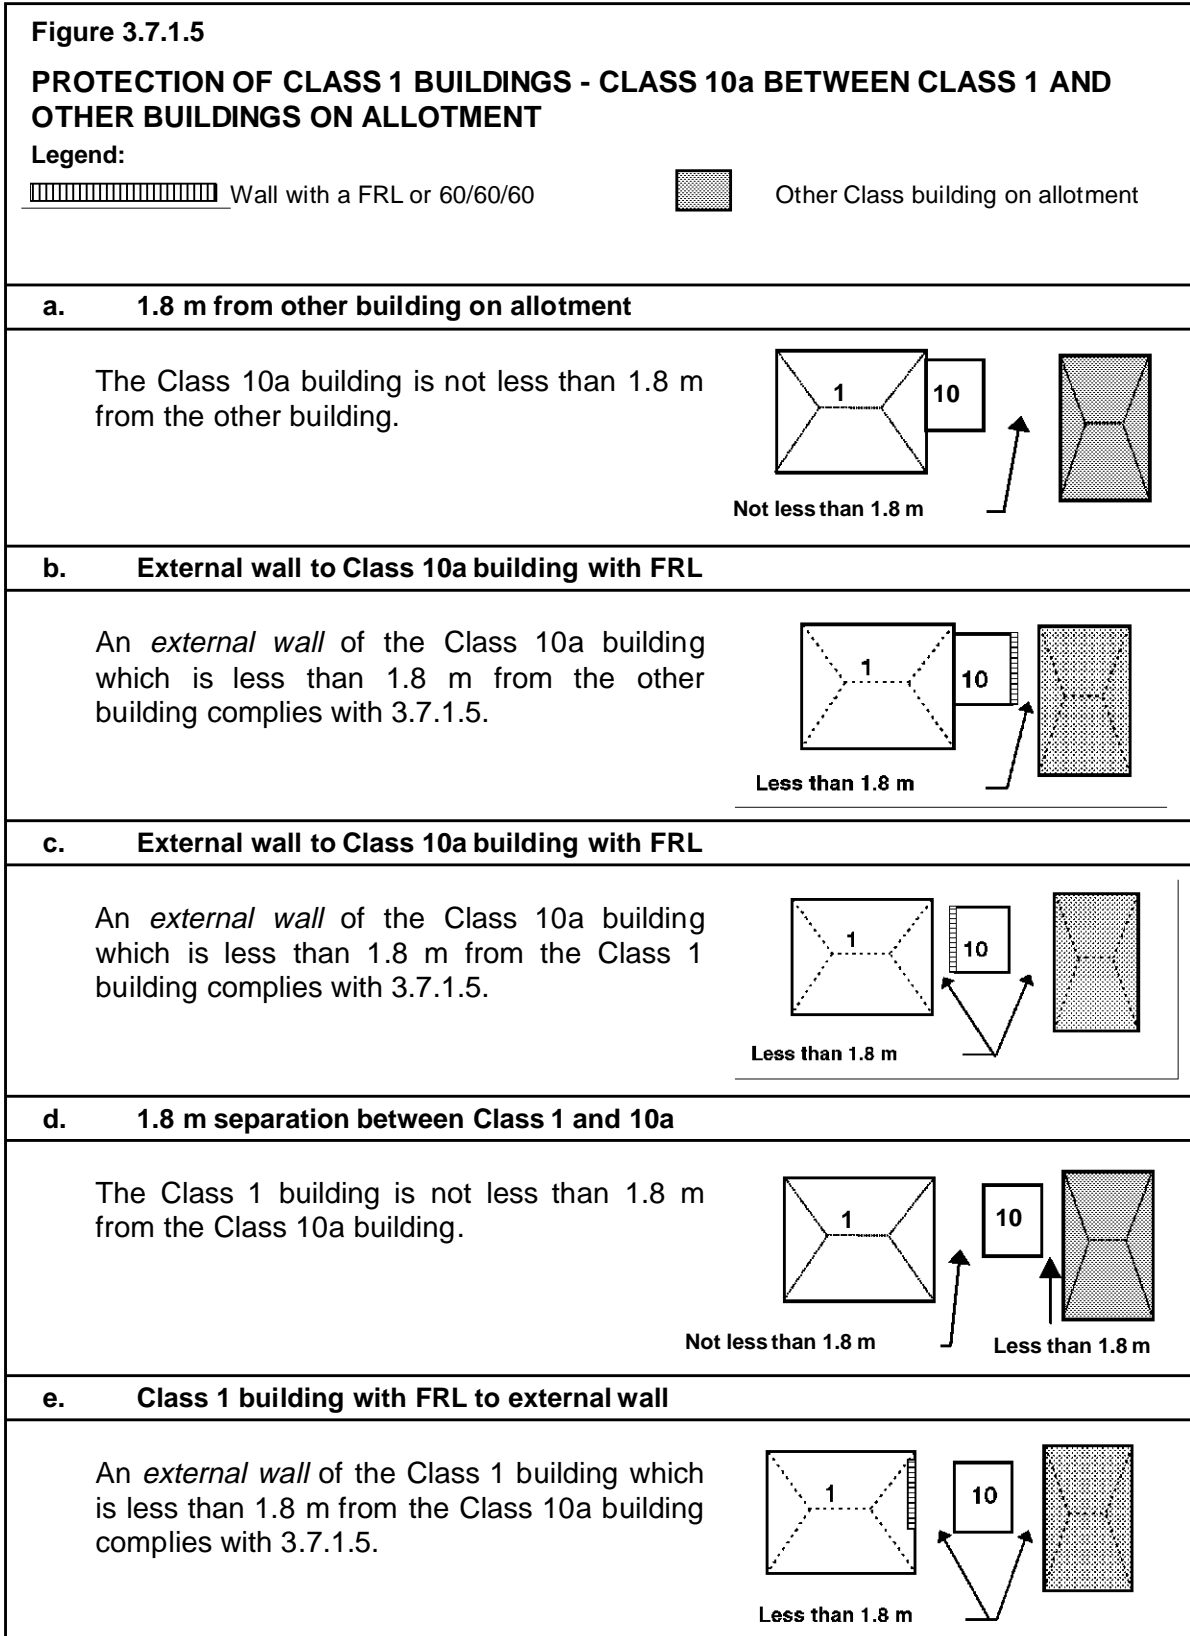 Figure 3.7.1.5
PROTECTION OF CLASS 1 BUILDINGS - CLASS 10a BETWEEN CLASS 1 AND
OTHER BUILDINGS ON ALLOTMENT
Legend:
Wall with a FRL or 60/60/60
Other Class building on allotment
a. 1.8 m from other building on allotment
The Class 10a building is not less than 1.8 m
from the other building.
1
10
Not less than 1.8 m
b. External wall to Class 10a building with FRL
An external wall of the Class 10a building
which is less than 1.8 m from the other
building complies with 3.7.1.5.
1
10
Less than 1.8 m
c. External wall to Class 10a building with FRL
An external wall of the Class 10a building
which is less than 1.8 m from the Class 1
building complies with 3.7.1.5.
1
10
Less than 1.8 m
d. 1.8 m separation between Class 1 and 10a
The Class 1 building is not less than 1.8 m
from the Class 10a building.
1
10
Not less than 1.8 m
Less than 1.8 m
e. Class 1 building with FRL to external wall
An external wall of the Class 1 building which
is less than 1.8 m from the Class 10a building
complies with 3.7.1.5.
1
10
Less than 1.8 m